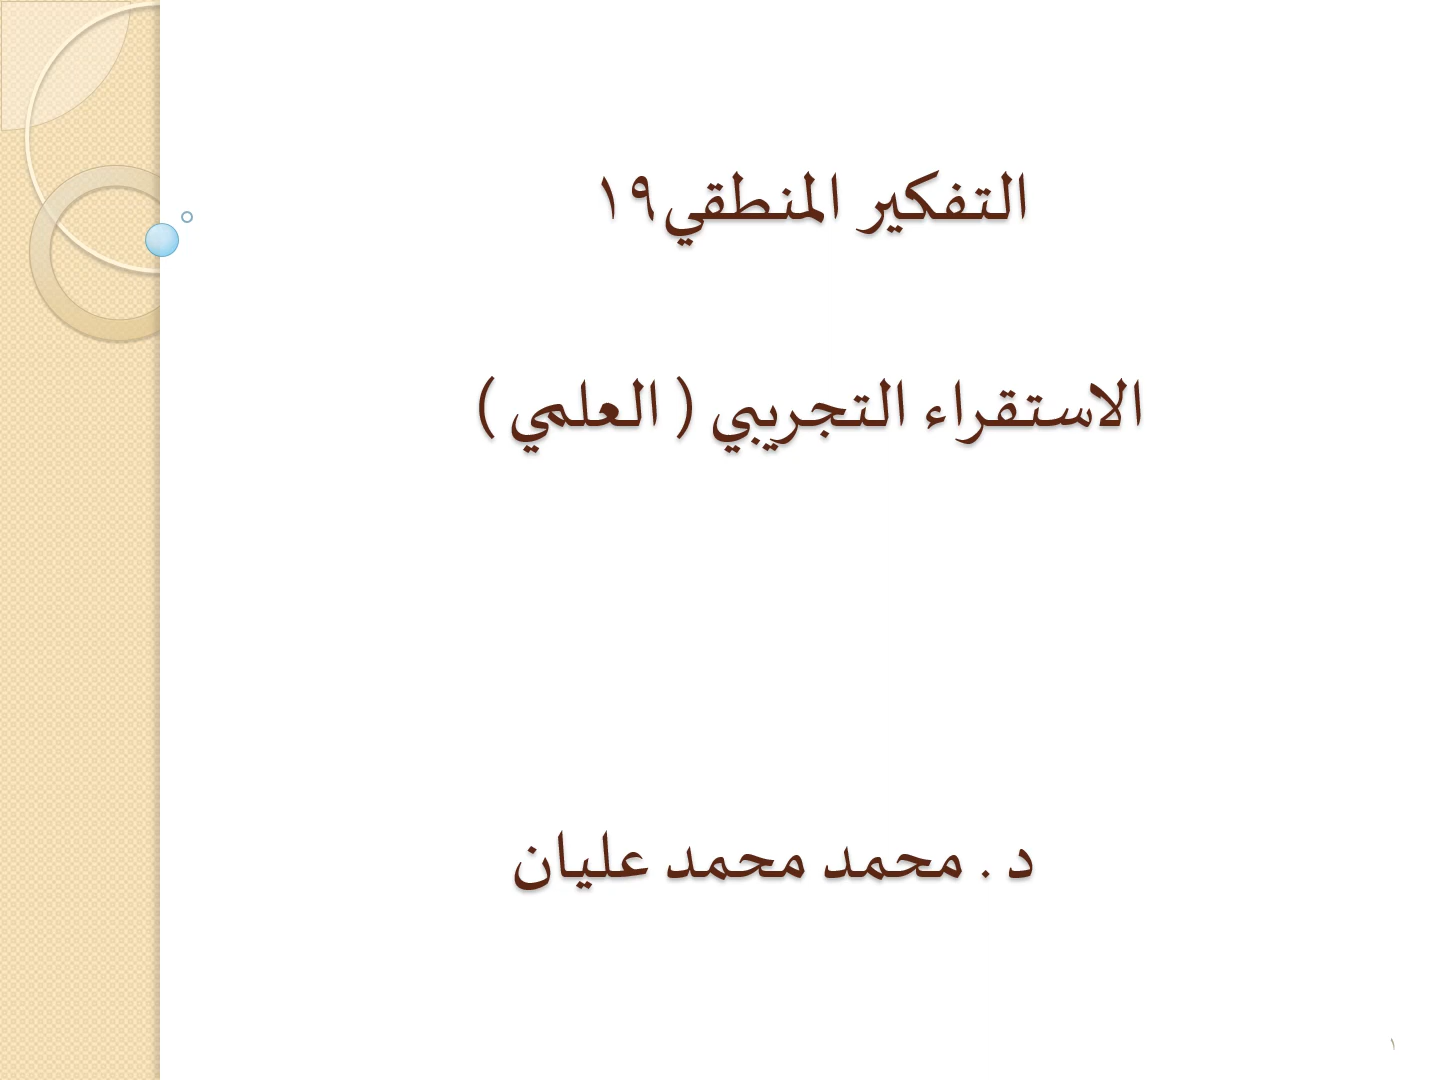 التفكير المنطقي١٩
الاستقراء التجريبي ( العلمي )
د . محمد محمد عليان
١